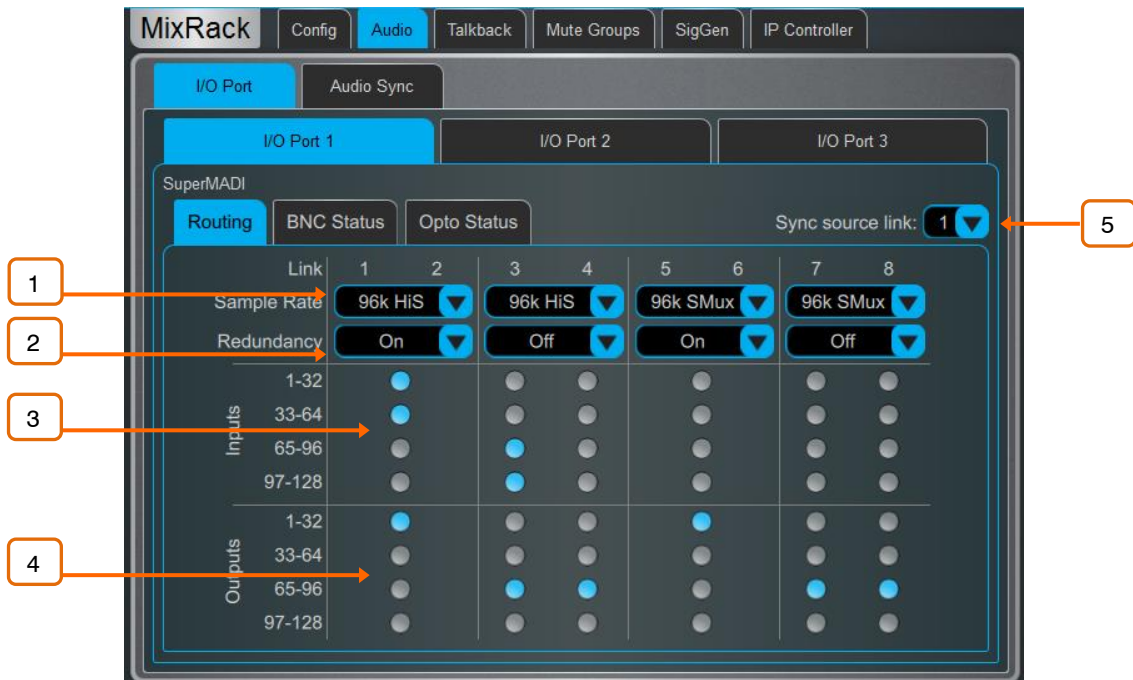 MixRack Config Audio Talkback Mute Groups SigGen IP Controller
I/O Port Audio Sync
I/O Port 1 I/O Port 2 I/O Port 3
SuperMADI
Routing BNC Status Opto Status Sync source link: 1
5
Link 1 2 3 4 5 6 7 8
1
Sample Rate 96k HiS 96k HiS 96k SMux 96k SMux
2
Redundancy On Off On Off
Inputs
1-32
3
33-64
65-96
97-128
Outputs
1-32
4
33-64
65-96
97-128